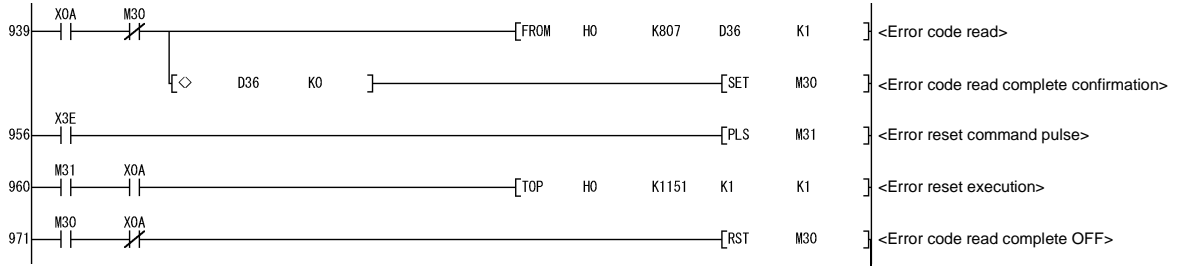 X0A M30
939 [FROM H0 K807 D36 K1 ] <Error code read>
[<> D36 K0 ] [SET M30 ] <Error code read complete confirmation>
X3E
956 [PLS M31 ] <Error reset command pulse>
M31 X0A
960 [TOP H0 K1151 K1 K1 ] <Error reset execution>
M30 X0A
971 [RST M30 ] <Error code read complete OFF>